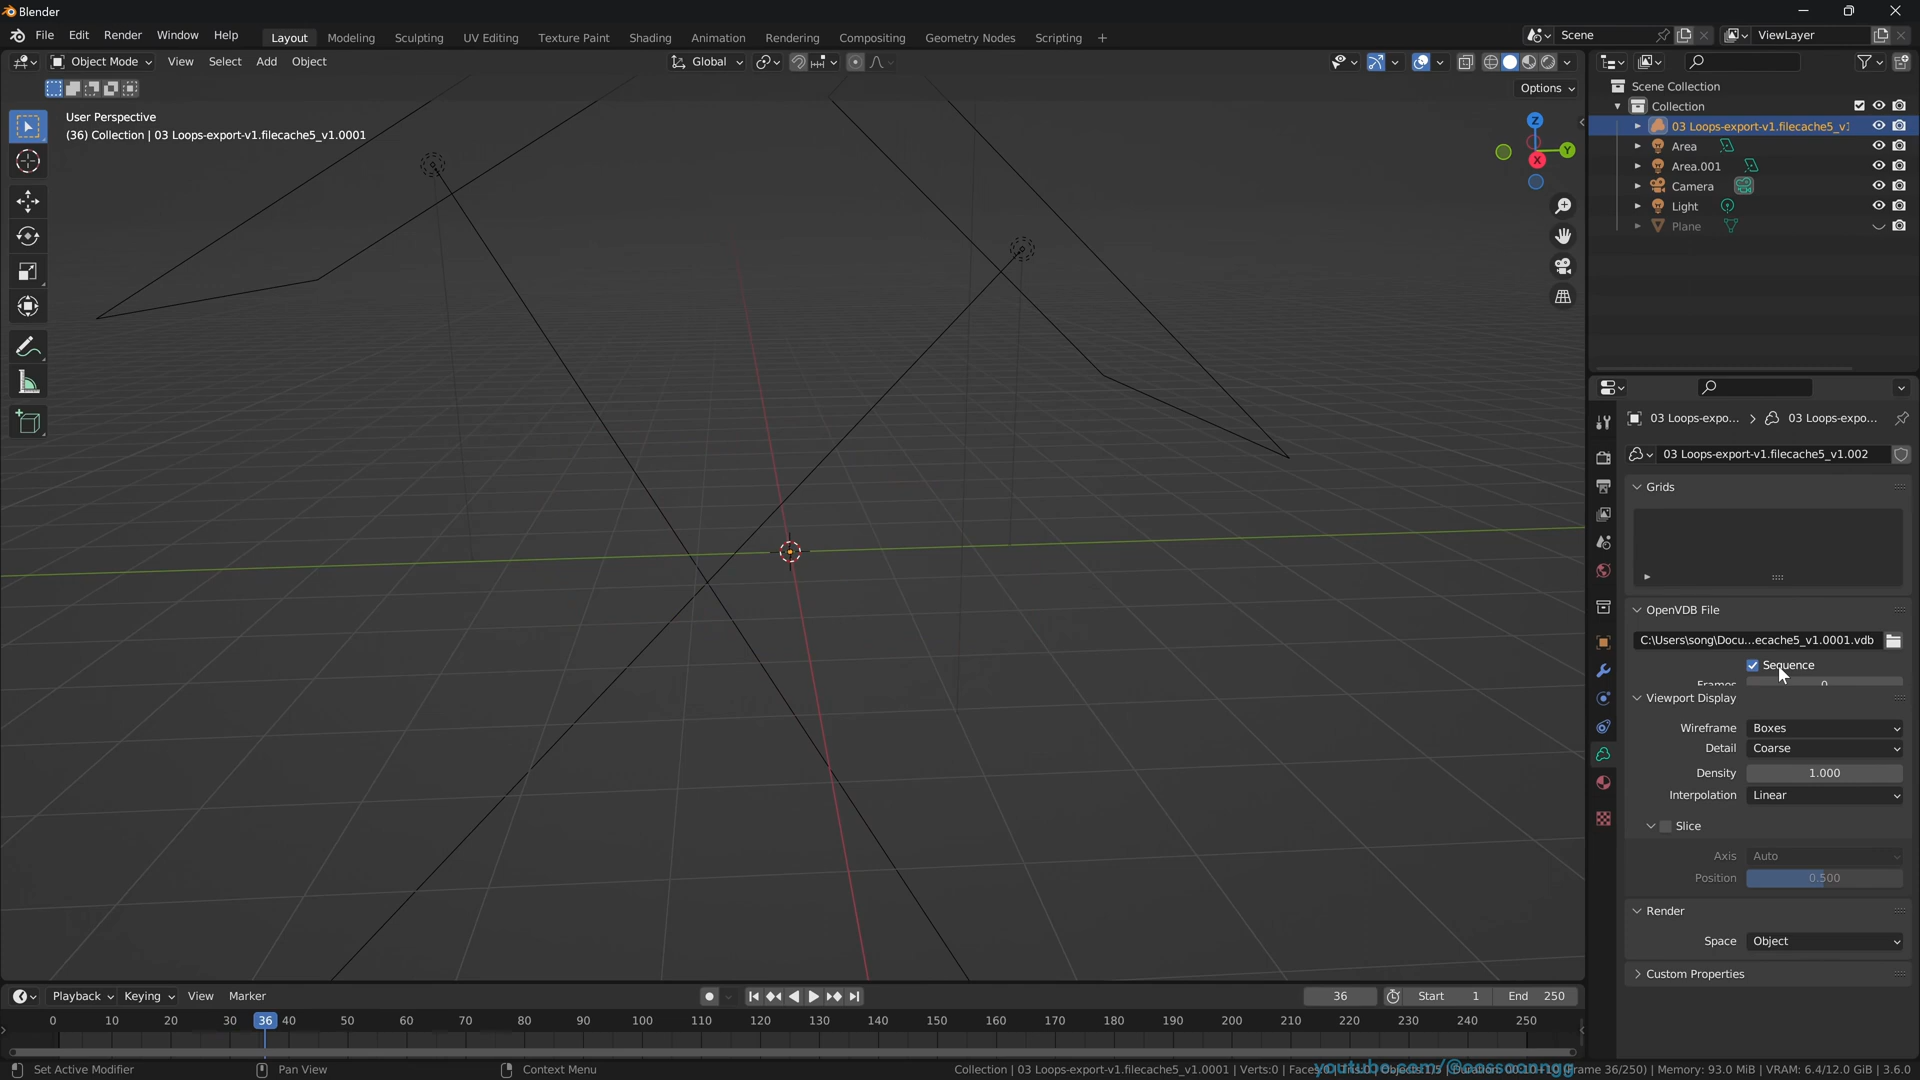 Blender
File Edit Render Window Help Layout Modeling Sculpting UV Editing Texture Paint Shading Animation Rendering Compositing Geometry Nodes Scripting + Scene ViewLayer
Object Mode View Select Add Object Global
Options
User Perspective
(36) Collection | 03 Loops-export-v1.filecache5_v1.0001
Z
Y
X
Scene Collection
Collection
03 Loops-export-v1.filecache5_v1
Area
Area.001
Camera
Light
Plane
03 Loops-expo... > 03 Loops-expo...
03 Loops-export-v1.filecache5_v1.002
Grids
OpenVDB File
C:\Users\song\Docu...ecache5_v1.0001.vdb
Sequence
Frames 0
Viewport Display
Wireframe Boxes
Detail Coarse
Density 1.000
Interpolation Linear
Slice
Axis Auto
Position 0.500
Render
Space Object
Custom Properties
Playback Keying View Marker 36 Start 1 End 250
0 10 20 30 36 40 50 60 70 80 90 100 110 120 130 140 150 160 170 180 190 200 210 220 230 240 250
Set Active Modifier Pan View Context Menu Collection | 03 Loops-export-v1.filecache5_v1.0001 | Verts:0 | Frame 36/250) | Memory: 93.0 MiB | VRAM: 6.4/12.0 GiB | 3.6.0